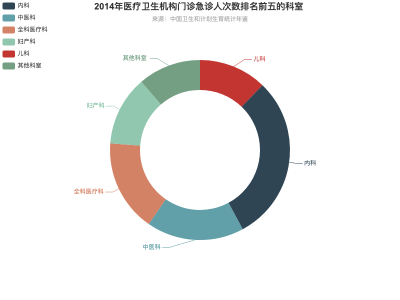 2014年医疗卫生机构门诊急诊人次数排名前五的科室
来源：中国卫生和计划生育统计年鉴
内科
中医科
全科医疗科
妇产科
儿科
其他科室
其他科室
儿科
妇产科
内科
全科医疗科
中医科